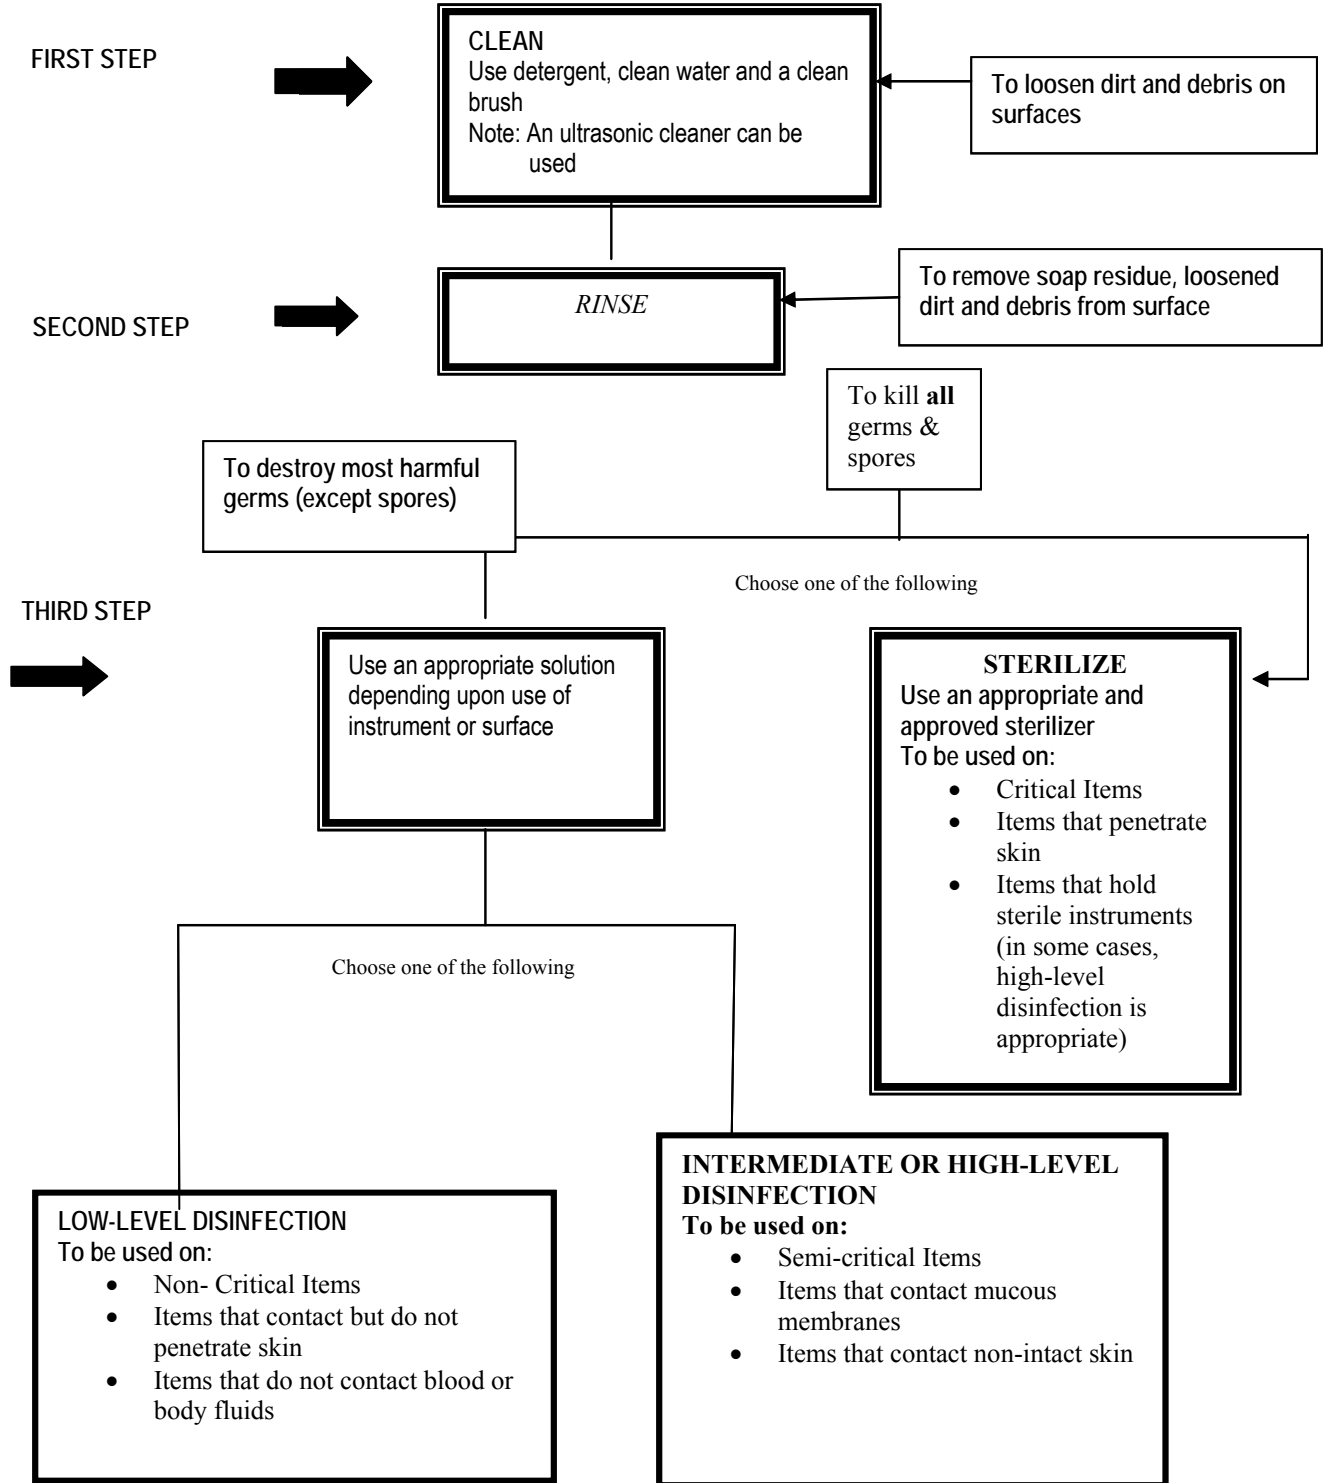 FIRST STEP
CLEAN
Use detergent, clean water and a clean
brush
Note: An ultrasonic cleaner can be
used
To loosen dirt and debris on
surfaces
SECOND STEP
RINSE
To remove soap residue, loosened
dirt and debris from surface
To kill all
germs &
spores
To destroy most harmful
germs (except spores)
Choose one of the following
THIRD STEP
Use an appropriate solution
depending upon use of
instrument or surface
STERILIZE
Use an appropriate and
approved sterilizer
To be used on:
• Critical Items
• Items that penetrate
skin
• Items that hold
sterile instruments
(in some cases,
high-level
disinfection is
appropriate)
Choose one of the following
LOW-LEVEL DISINFECTION
To be used on:
• Non- Critical Items
• Items that contact but do not
penetrate skin
• Items that do not contact blood or
body fluids
INTERMEDIATE OR HIGH-LEVEL
DISINFECTION
To be used on:
• Semi-critical Items
• Items that contact mucous
membranes
• Items that contact non-intact skin